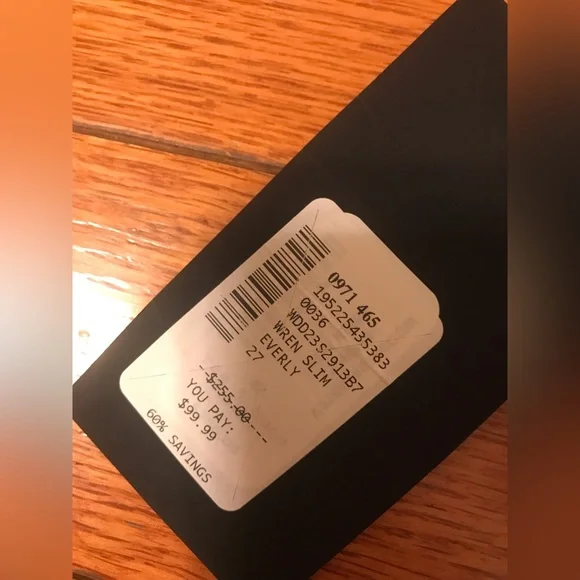 0971 465
195225435383
0036
WDD23S2913B7
WREN SLIM
EVERLY
27
$255.00
YOU PAY:
$99.99
60% SAVINGS